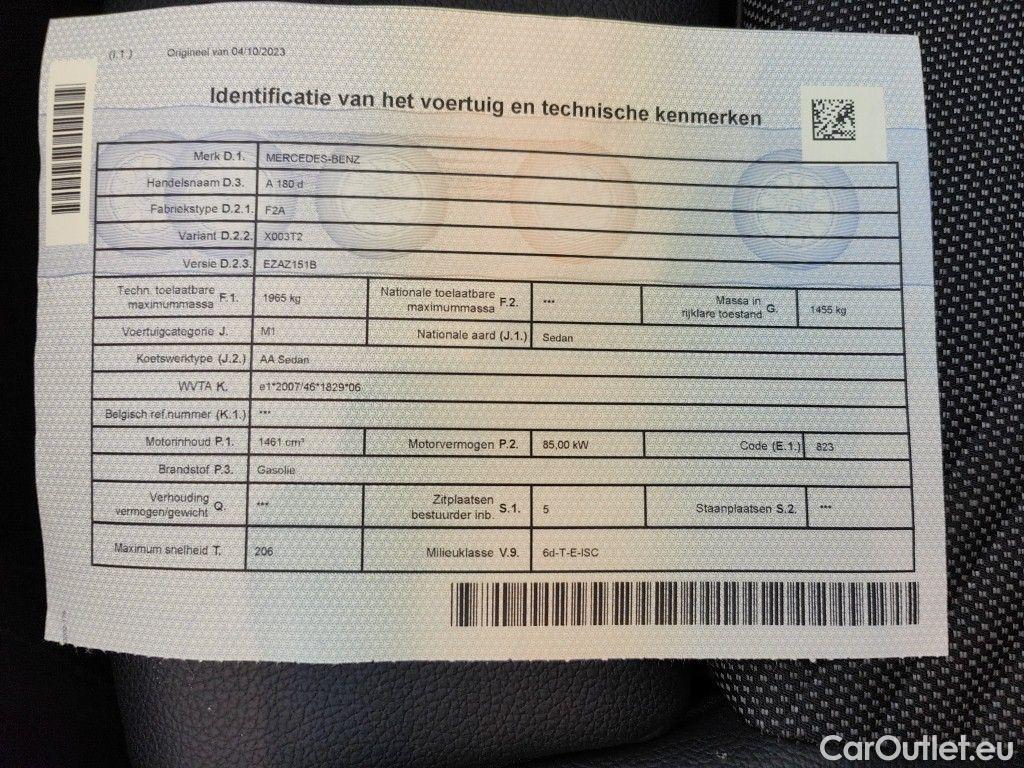 (I.1.) Origineel van 04/10/2023
Identificatie van het voertuig en technische kenmerken
Merk D.1. MERCEDES-BENZ
Handelsnaam D.3. A 180 d
Fabriekstype D.2.1. F2A
Variant D.2.2. X003T2
Versie D.2.3. EZAZ151B
Techn. toelaatbare maximummassa F.1. 1965 kg Nationale toelaatbare maximummassa F.2. *** Massa in rijklare toestand G. 1455 kg
Voertuigcategorie J. M1 Nationale aard (J.1.) Sedan
Koetswerktype (J.2.) AA Sedan
WVTA K. e1*2007/46*1829*06
Belgisch ref.nummer (K.1.) ***
Motorinhoud P.1. 1461 cm³ Motorvermogen P.2. 85,00 kW Code (E.1.) 823
Brandstof P.3. Gasolie
Verhouding vermogen/gewicht Q. *** Zitplaatsen bestuurder inb. S.1. 5 Staanplaatsen S.2. ***
Maximum snelheid T. 206 Milieuklasse V.9. 6d-T-E-ISC
CarOutlet.eu